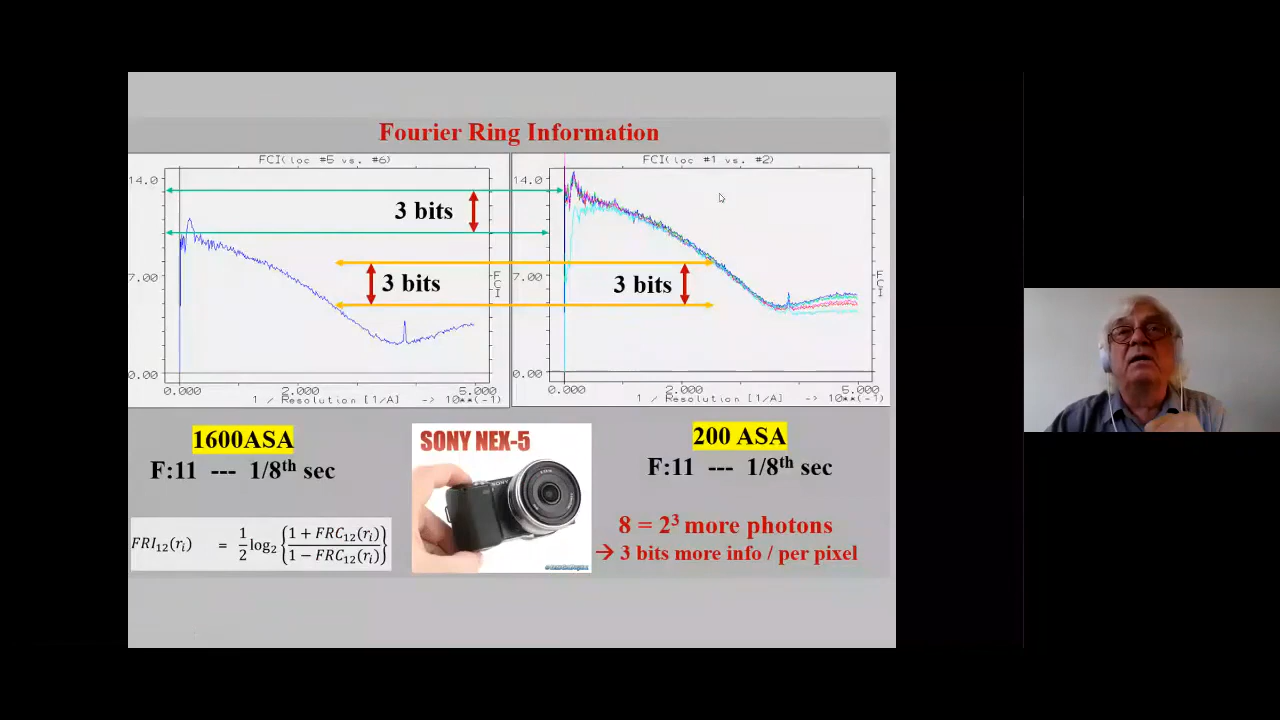 Fourier Ring Information
FCI(loc #5 vs. #6)
14.0
7.00
0.00
0.000 2.000 5.000
1 / Resolution [1/A] -> 10**(-1)
FCI
FCI(loc #1 vs. #2)
14.0
7.00
0.00
0.000 2.000 5.000
1 / Resolution [1/A] -> 10**(-1)
FCI
3 bits
3 bits
3 bits
1600ASA
F:11 --- 1/8th sec
SONY NEX-5
SONY
200 ASA
F:11 --- 1/8th sec
FRI₁₂(rᵢ) = 1/2 log₂ {1 + FRC₁₂(rᵢ) / 1 − FRC₁₂(rᵢ)}
8 = 2³ more photons
→ 3 bits more info / per pixel